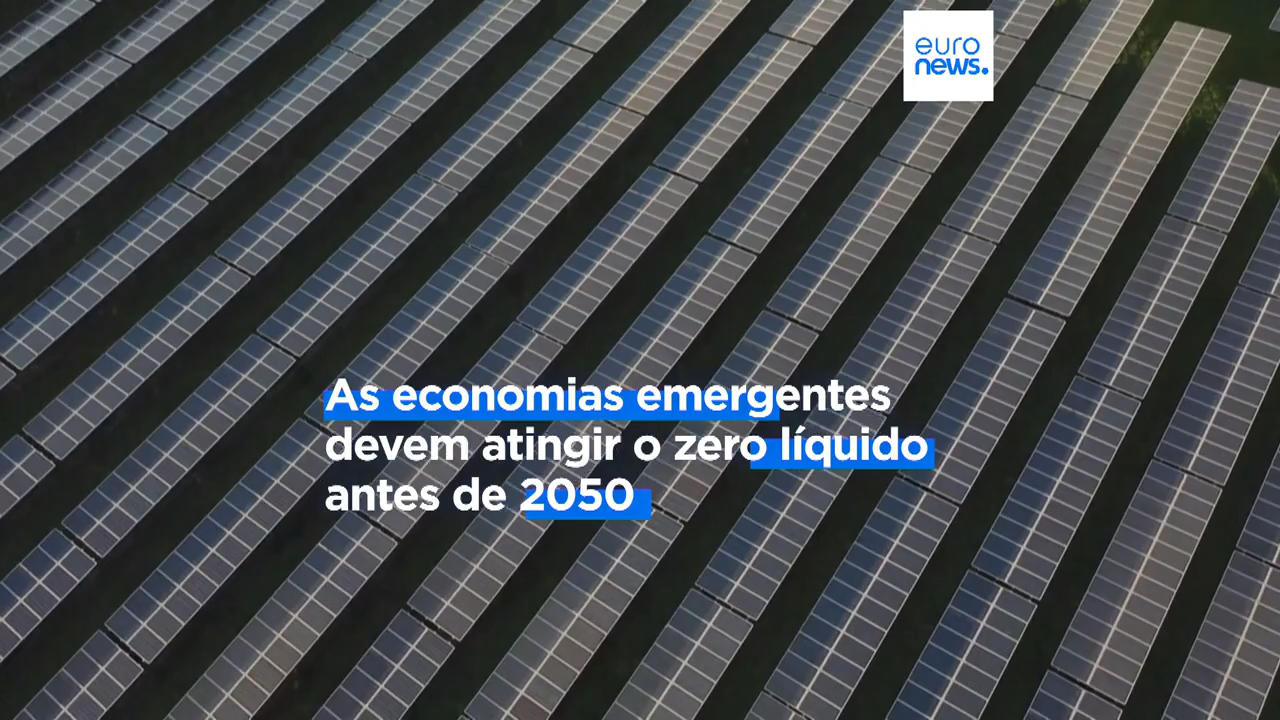 euro
news.
As economias emergentes
devem atingir o zero líquido
antes de 2050